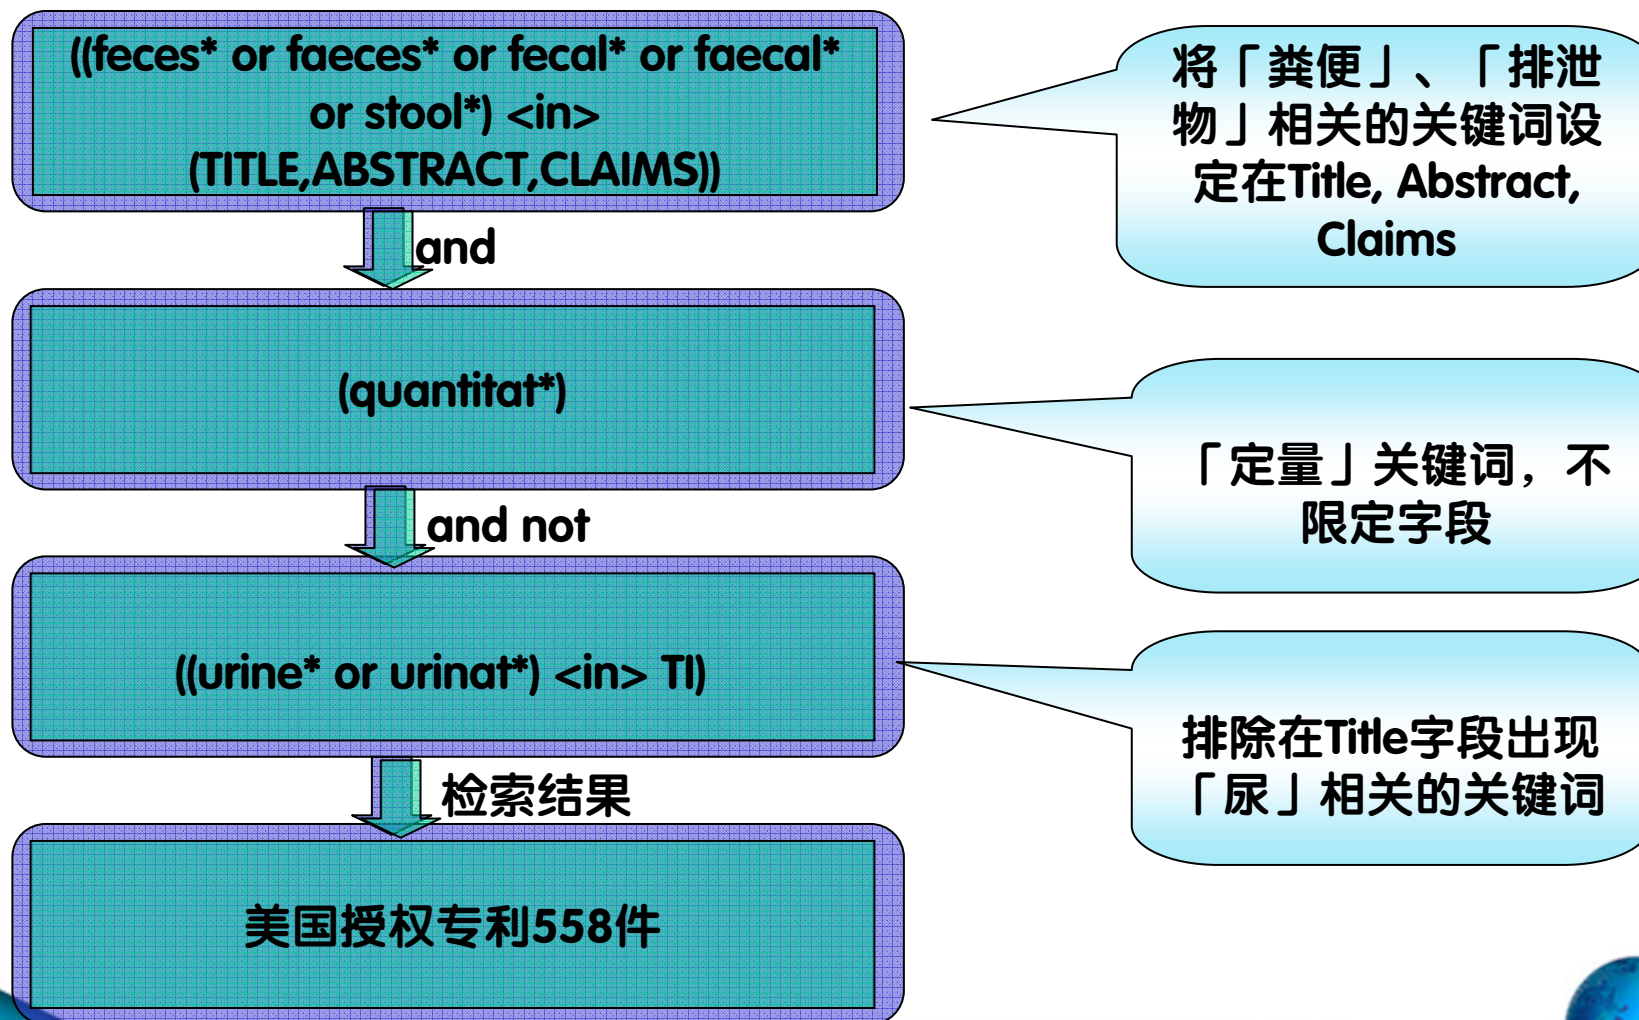 ((feces* or faeces* or fecal* or faecal*
or stool*) <in>
(TITLE,ABSTRACT,CLAIMS))
将「粪便」、「排泄
物」相关的关键词设
定在Title, Abstract,
Claims
and
(quantitat*)
「定量」关键词，不
限定字段
and not
((urine* or urinat*) <in> TI)
排除在Title字段出现
「尿」相关的关键词
检索结果
美国授权专利558件